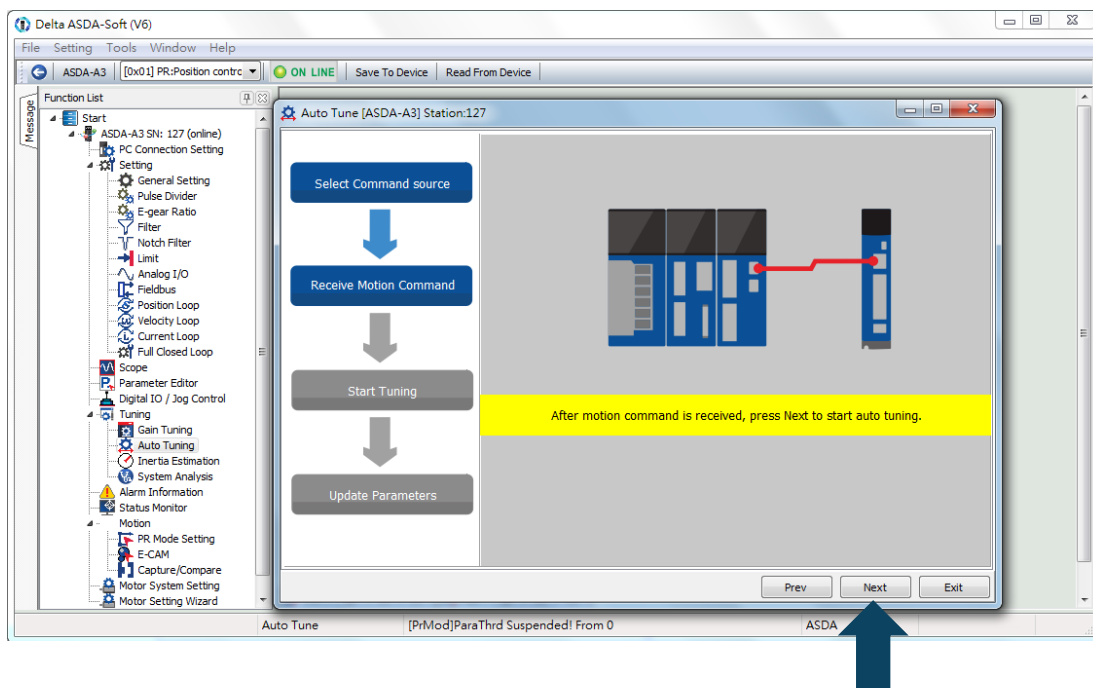 Delta ASDA-Soft (V6)
File Setting Tools Window Help
ASDA-A3 [0x01] PR:Position contrc ON LINE Save To Device Read From Device
Message
Function List
Start
ASDA-A3 SN: 127 (online)
PC Connection Setting
Setting
General Setting
Pulse Divider
E-gear Ratio
Filter
Notch Filter
Limit
Analog I/O
Fieldbus
Position Loop
Velocity Loop
Current Loop
Full Closed Loop
Scope
Parameter Editor
Digital IO / Jog Control
Tuning
Gain Tuning
Auto Tuning
Inertia Estimation
System Analysis
Alarm Information
Status Monitor
Motion
PR Mode Setting
E-CAM
Capture/Compare
Motor System Setting
Motor Setting Wizard
Auto Tune [ASDA-A3] Station:127
Select Command source
Receive Motion Command
Start Tuning
Update Parameters
After motion command is received, press Next to start auto tuning.
Prev Next Exit
Auto Tune [PrMod]ParaThrd Suspended! From 0 ASDA